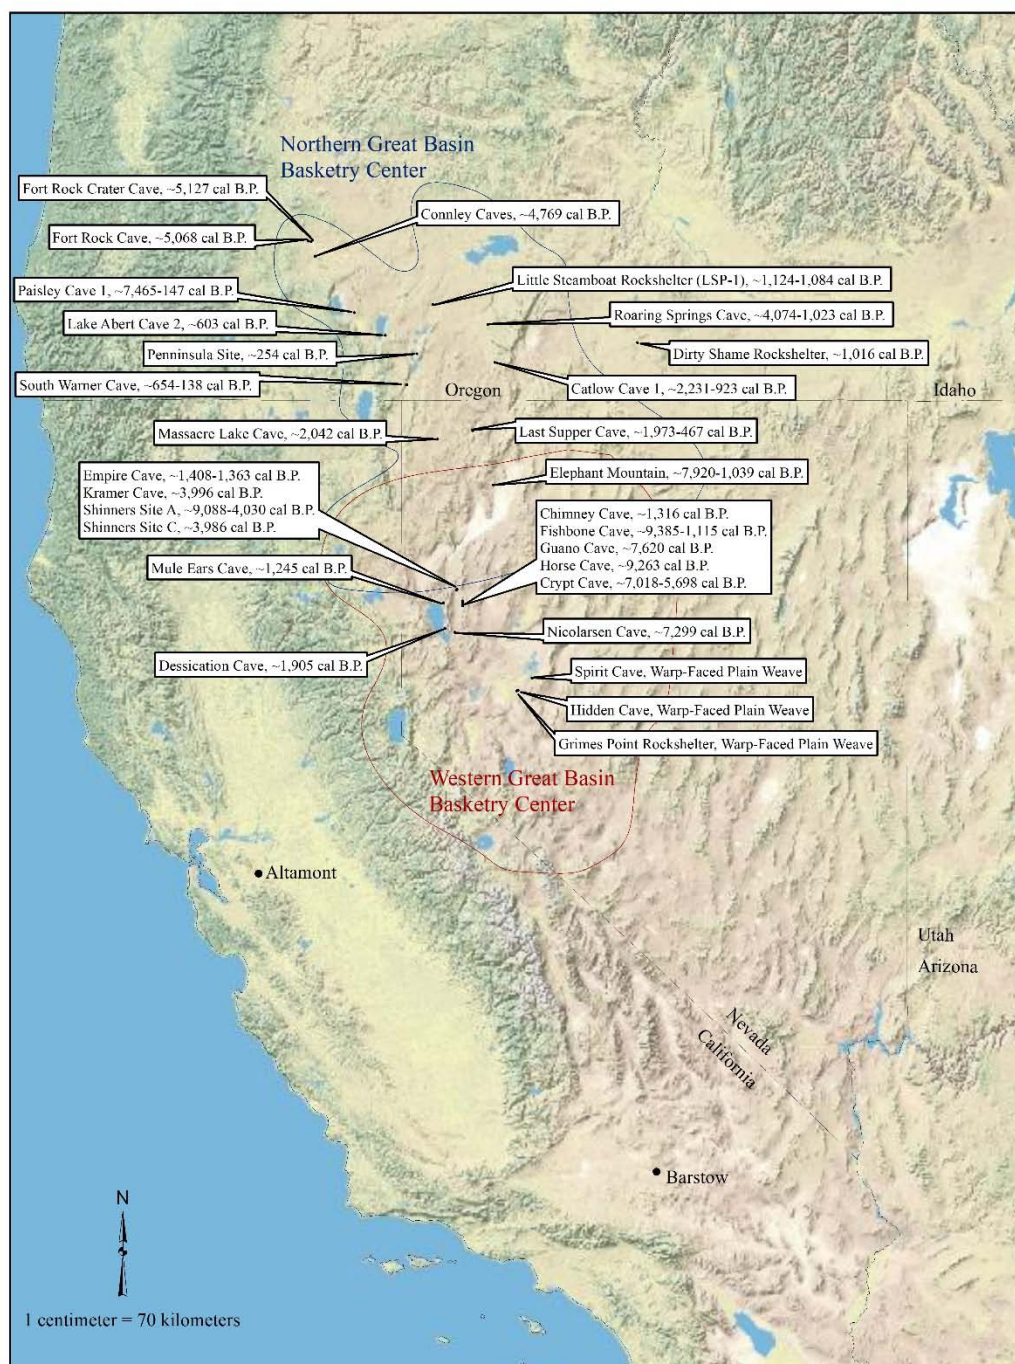 Northern Great Basin
Basketry Center
Fort Rock Crater Cave, ~5,127 cal B.P.
Connley Caves, ~4,769 cal B.P.
Fort Rock Cave, ~5,068 cal B.P.
Little Steamboat Rockshelter (LSP-1), ~1,124-1,084 cal B.P.
Paisley Cave 1, ~7,465-147 cal B.P.
Roaring Springs Cave, ~4,074-1,023 cal B.P.
Lake Abert Cave 2, ~603 cal B.P.
Penninsula Site, ~254 cal B.P.
Dirty Shame Rockshelter, ~1,016 cal B.P.
South Warner Cave, ~654-138 cal B.P.
Oregon
Catlow Cave 1, ~2,231-923 cal B.P.
Idaho
Massacre Lake Cave, ~2,042 cal B.P.
Last Supper Cave, ~1,973-467 cal B.P.
Elephant Mountain, ~7,920-1,039 cal B.P.
Empire Cave, ~1,408-1,363 cal B.P.
Kramer Cave, ~3,996 cal B.P.
Shinners Site A, ~9,088-4,030 cal B.P.
Shinners Site C, ~3,986 cal B.P.
Chimney Cave, ~1,316 cal B.P.
Fishbone Cave, ~9,385-1,115 cal B.P.
Guano Cave, ~7,620 cal B.P.
Horse Cave, ~9,263 cal B.P.
Crypt Cave, ~7,018-5,698 cal B.P.
Mule Ears Cave, ~1,245 cal B.P.
Nicolarsen Cave, ~7,299 cal B.P.
Dessication Cave, ~1,905 cal B.P.
Spirit Cave, Warp-Faced Plain Weave
Hidden Cave, Warp-Faced Plain Weave
Grimes Point Rockshelter, Warp-Faced Plain Weave
Western Great Basin
Basketry Center
Altamont
Utah
Arizona
Nevada
California
Barstow
N
1 centimeter = 70 kilometers